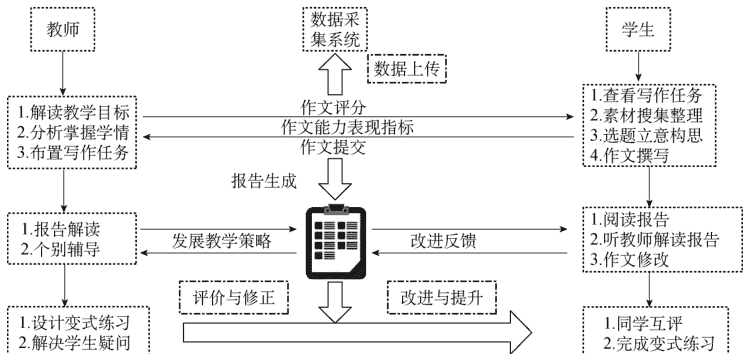 教师
数据采
集系统
学生
数据上传
1.解读教学目标
2.分析掌握学情
3.布置写作任务
作文评分
作文能力表现指标
作文提交
1.查看写作任务
2.素材搜集整理
3.选题立意构思
4.作文撰写
报告生成
1.报告解读
2.个别辅导
发展教学策略
改进反馈
1.阅读报告
2.听教师解读报告
3.作文修改
评价与修正
改进与提升
1.设计变式练习
2.解决学生疑问
1.同学互评
2.完成变式练习